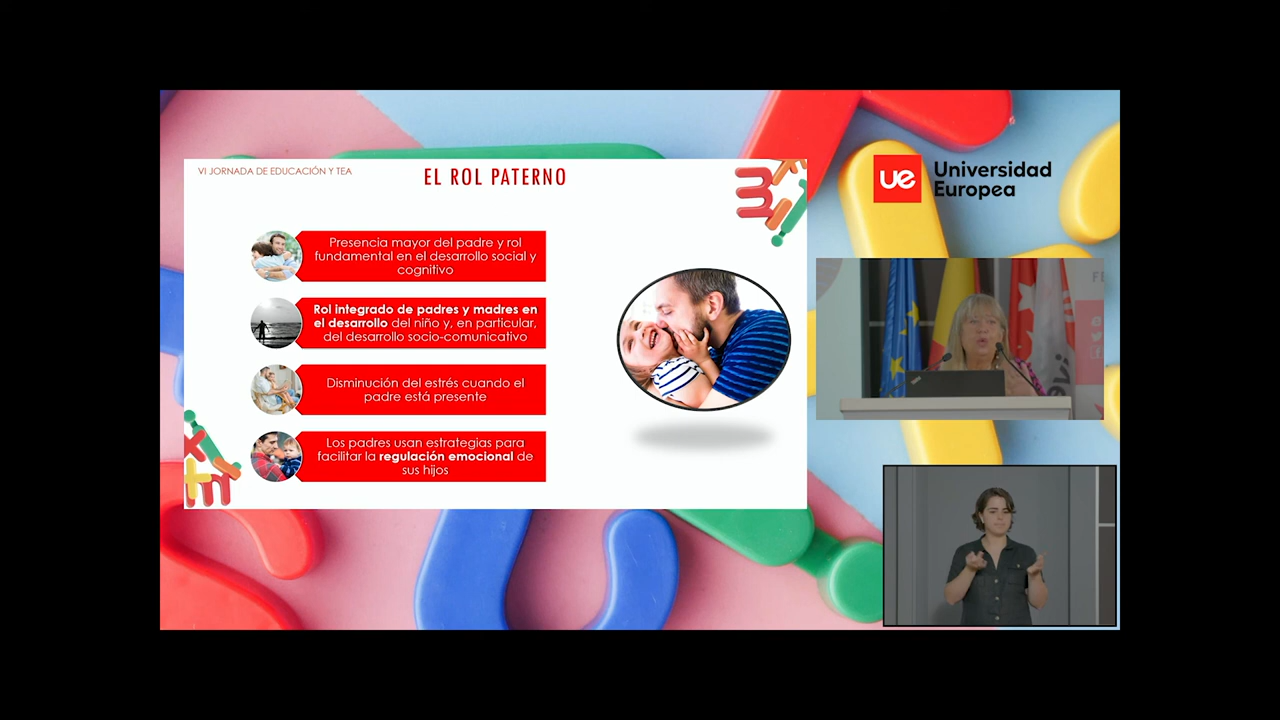 VI JORNADA DE EDUCACIÓN Y TEA
EL ROL PATERNO
Presencia mayor del padre y rol
fundamental en el desarrollo social y
cognitivo
Rol integrado de padres y madres en
el desarrollo del niño y, en particular,
del desarrollo socio-comunicativo
Disminución del estrés cuando el
padre está presente
Los padres usan estrategias para
facilitar la regulación emocional de
sus hijos
ue Universidad
Europea